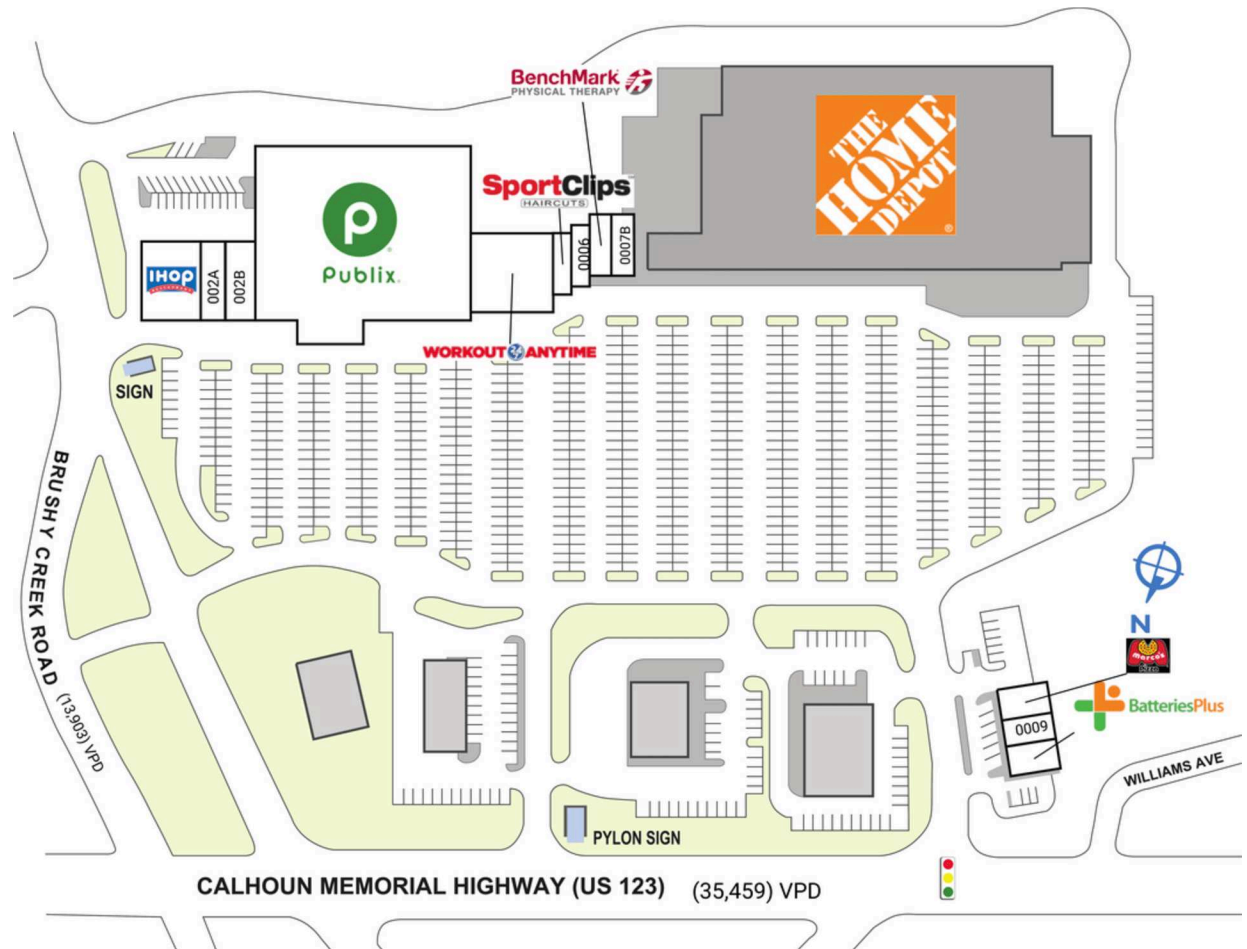 BenchMark
PHYSICAL THERAPY
THE
HOME
DEPOT
®
SportClips
HAIRCUTS
P
Publix.
IHOP
RESTAURANT
002A
002B
0006
0007B
WORKOUT 24 ANYTIME
SIGN
BRUSHY CREEK ROAD (13,903) VPD
N
marco's
pizza
BatteriesPlus
0009
WILLIAMS AVE
PYLON SIGN
CALHOUN MEMORIAL HIGHWAY (US 123) (35,459) VPD